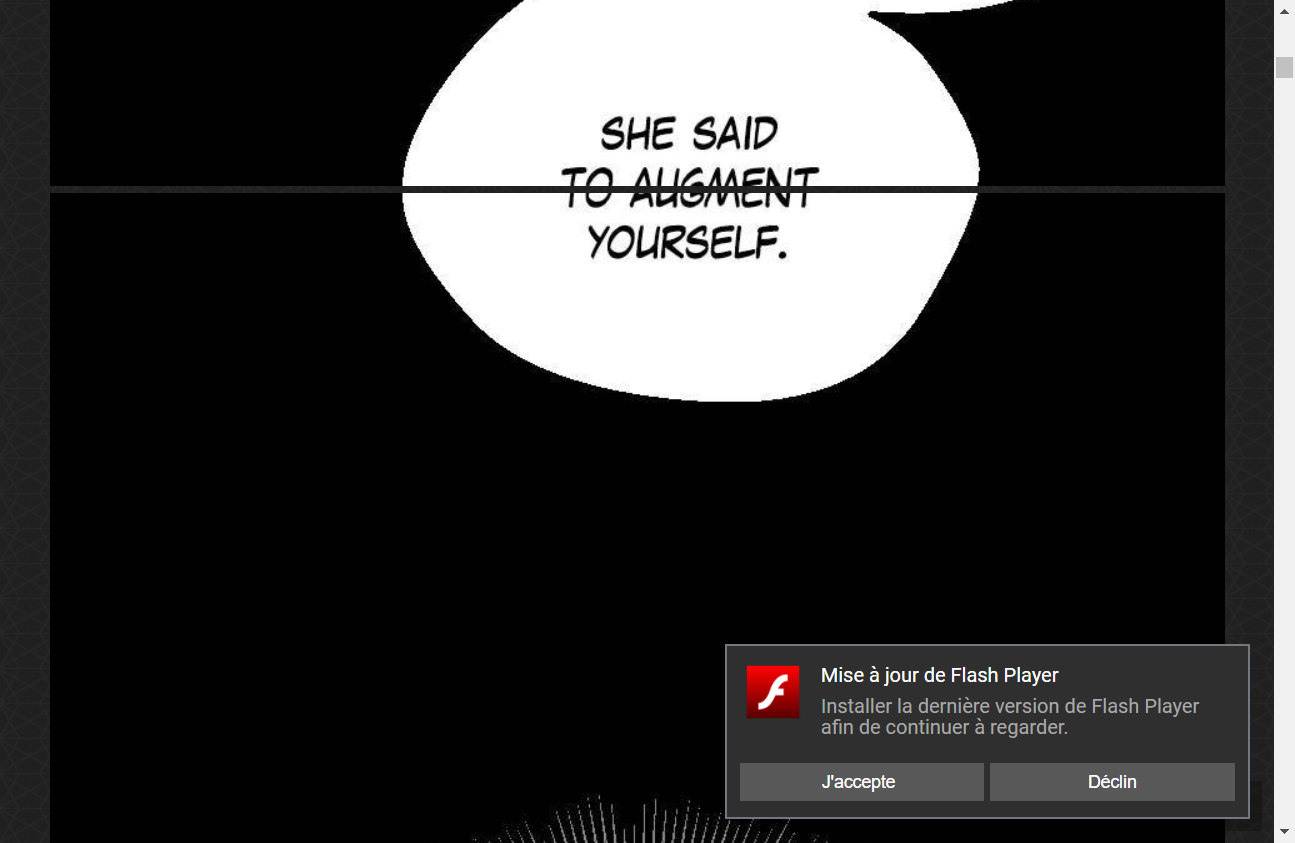 SHE SAID
TO AUGMENT
YOURSELF.
Mise à jour de Flash Player
Installer la dernière version de Flash Player
afin de continuer à regarder.
J'accepte
Déclin